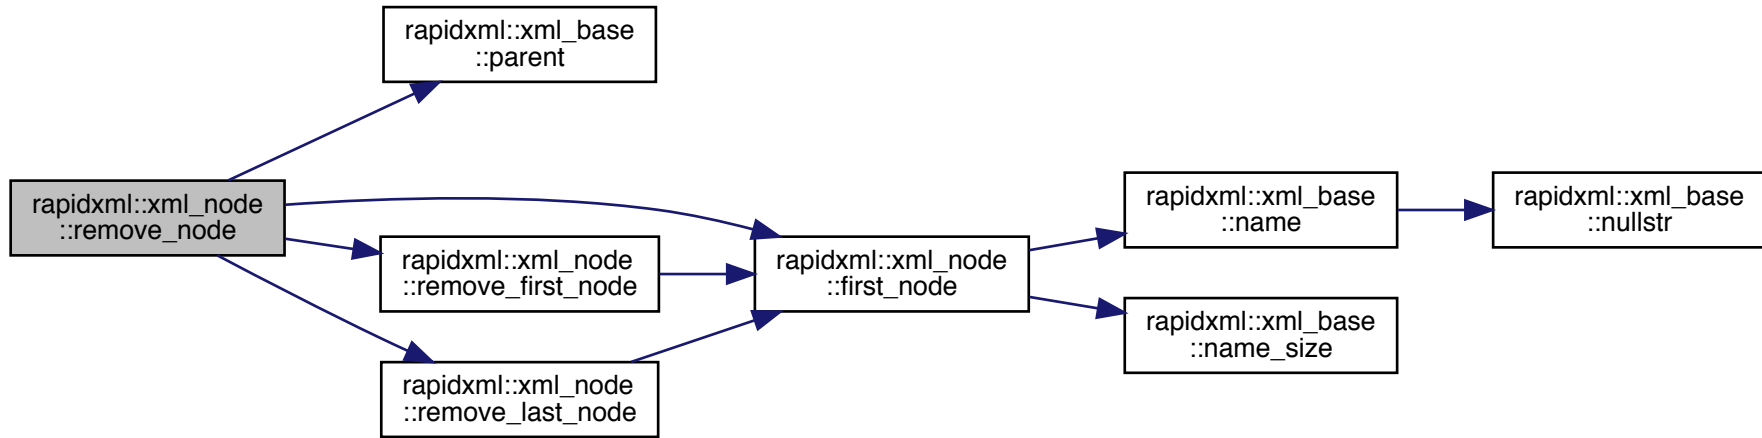 rapidxml::xml_base
::parent
rapidxml::xml_node
::remove_node
rapidxml::xml_node
::remove_first_node
rapidxml::xml_node
::remove_last_node
rapidxml::xml_node
::first_node
rapidxml::xml_base
::name
rapidxml::xml_base
::name_size
rapidxml::xml_base
::nullstr